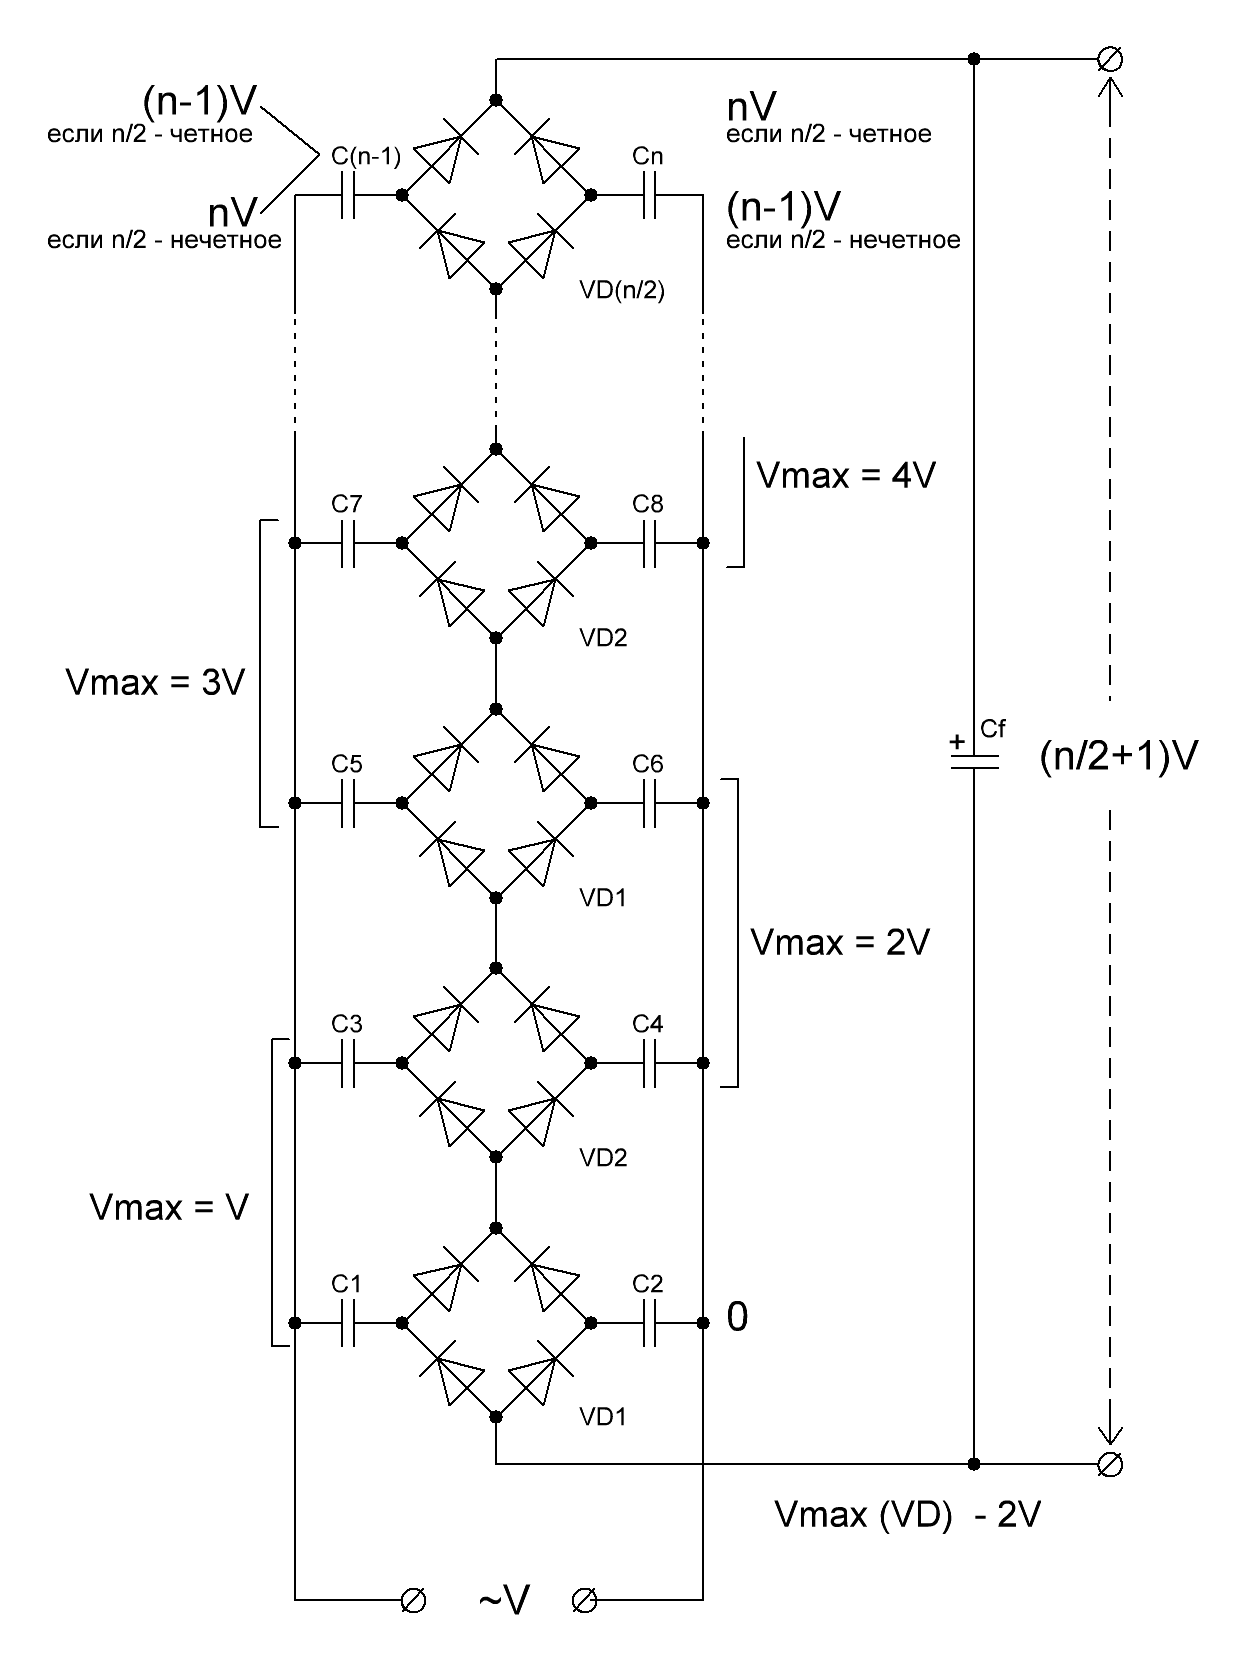 (n-1)V
если n/2 - четное
nV
если n/2 - нечетное
C(n-1)
Cn
nV
если n/2 - четное
(n-1)V
если n/2 - нечетное
VD(n/2)
Vmax = 4V
C7
C8
VD2
Vmax = 3V
+ Cf
(n/2+1)V
C5
C6
VD1
Vmax = 2V
C3
C4
VD2
Vmax = V
C1
C2
0
VD1
Vmax (VD) - 2V
~V